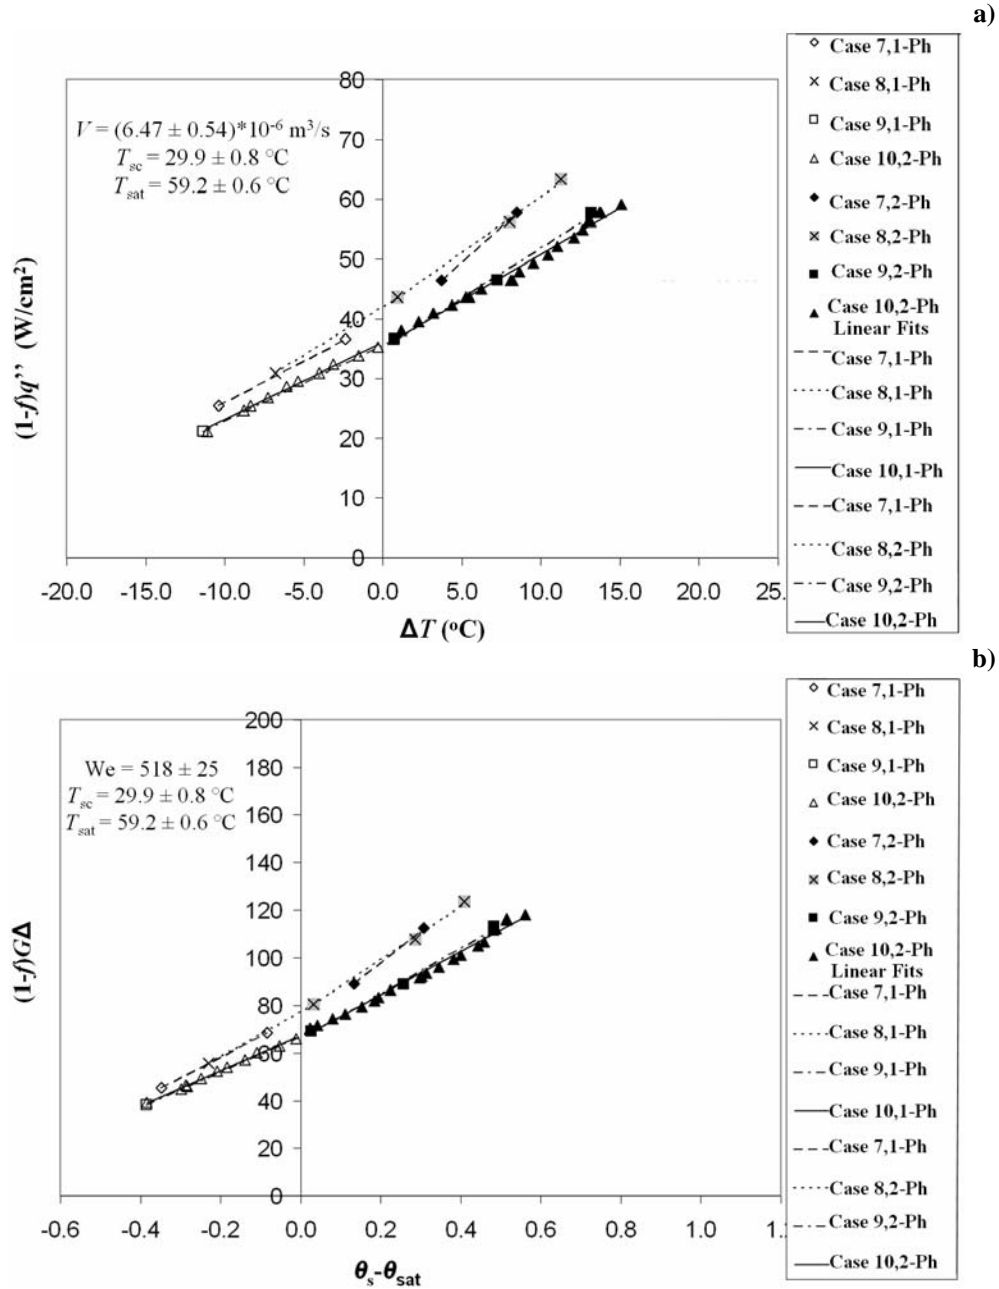 a)
80
70
60
50
40
30
20
10
0
-20.0 -15.0 -10.0 -5.0 0.0 5.0 10.0 15.0 20.0 25.
(1-f)q'' (W/cm²)
ΔT (°C)
V = (6.47 ± 0.54)*10⁻⁶ m³/s
Tsc = 29.9 ± 0.8 °C
Tsat = 59.2 ± 0.6 °C
Case 7,1-Ph
Case 8,1-Ph
Case 9,1-Ph
Case 10,2-Ph
Case 7,2-Ph
Case 8,2-Ph
Case 9,2-Ph
Case 10,2-Ph
Linear Fits
Case 7,1-Ph
Case 8,1-Ph
Case 9,1-Ph
Case 10,1-Ph
Case 7,1-Ph
Case 8,2-Ph
Case 9,2-Ph
Case 10,2-Ph
b)
200
180
160
140
120
100
80
60
40
20
0
-0.6 -0.4 -0.2 0.0 0.2 0.4 0.6 0.8 1.0 1.
(1-f)GΔ
θs-θsat
We = 518 ± 25
Tsc = 29.9 ± 0.8 °C
Tsat = 59.2 ± 0.6 °C
Case 7,1-Ph
Case 8,1-Ph
Case 9,1-Ph
Case 10,2-Ph
Case 7,2-Ph
Case 8,2-Ph
Case 9,2-Ph
Case 10,2-Ph
Linear Fits
Case 7,1-Ph
Case 8,1-Ph
Case 9,1-Ph
Case 10,1-Ph
Case 7,1-Ph
Case 8,2-Ph
Case 9,2-Ph
Case 10,2-Ph